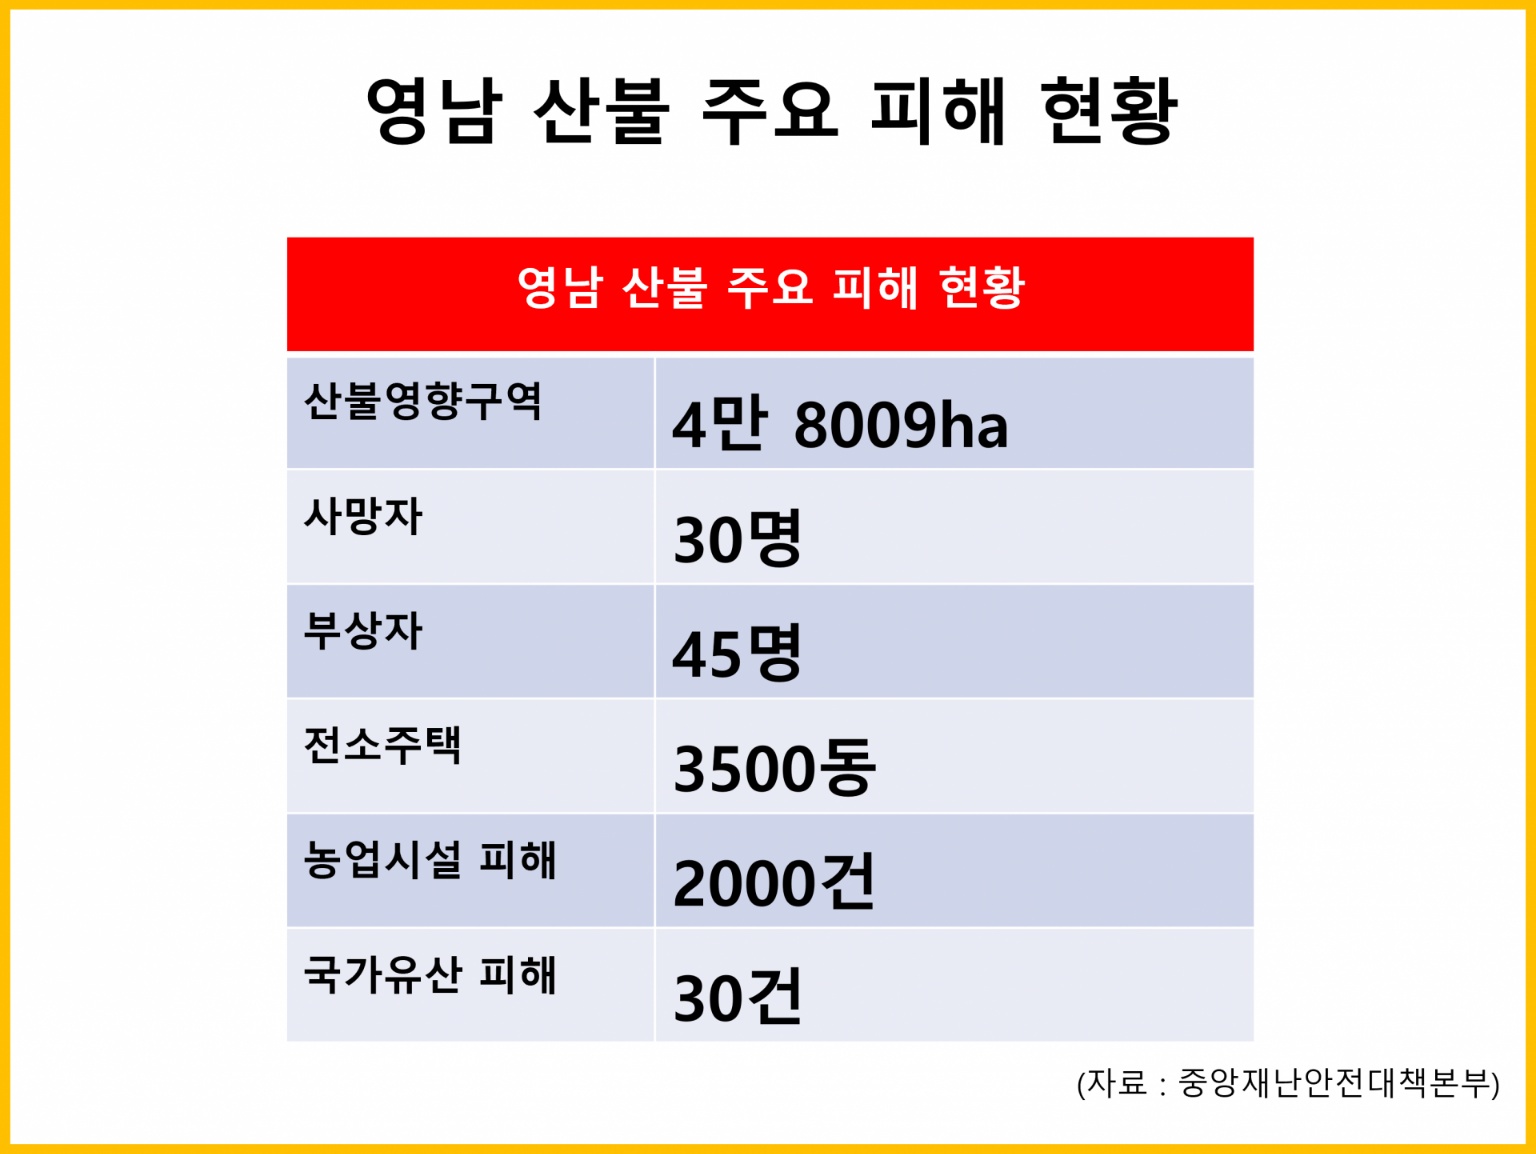 영남 산불 주요 피해 현황
영남 산불 주요 피해 현황
산불영향구역 4만 8009ha
사망자 30명
부상자 45명
전소주택 3500동
농업시설 피해 2000건
국가유산 피해 30건
(자료 : 중앙재난안전대책본부)